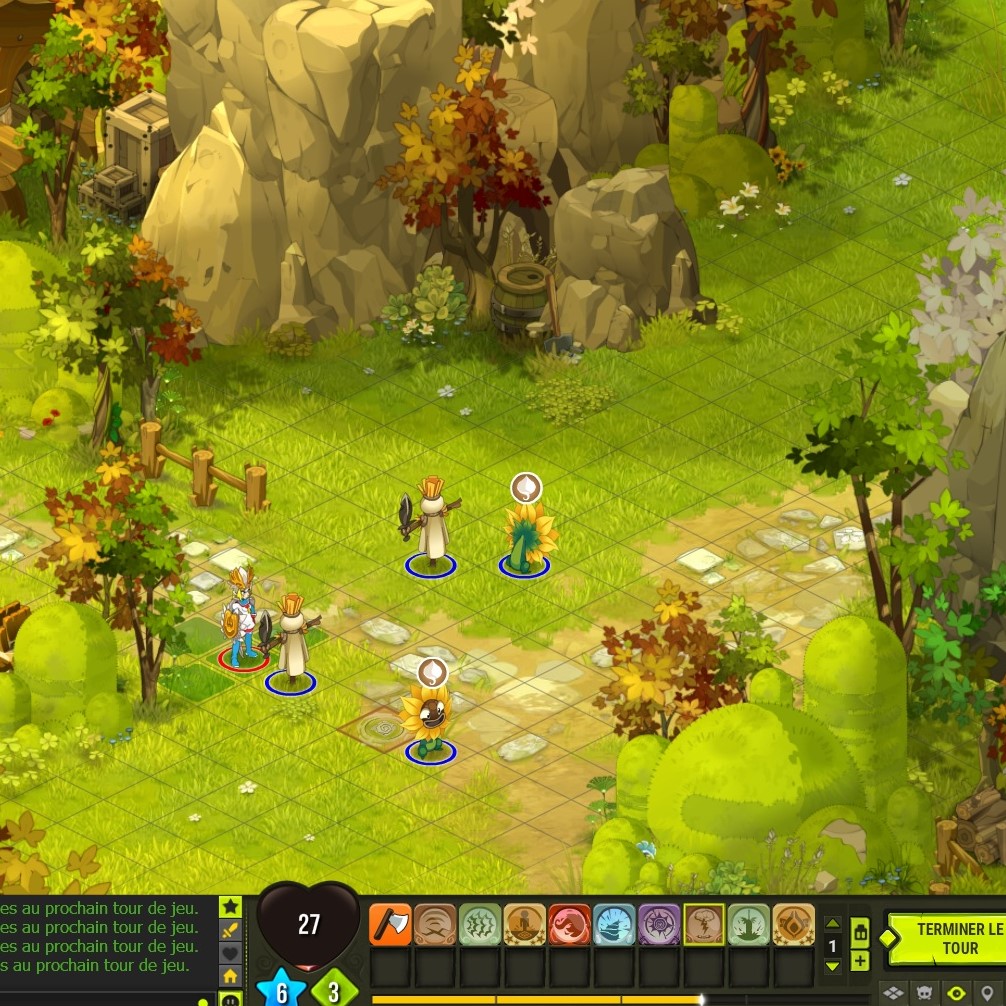 es au prochain tour de jeu.
es au prochain tour de jeu.
es au prochain tour de jeu.
s au prochain tour de jeu.
27
6
3
1
TERMINER LE
TOUR